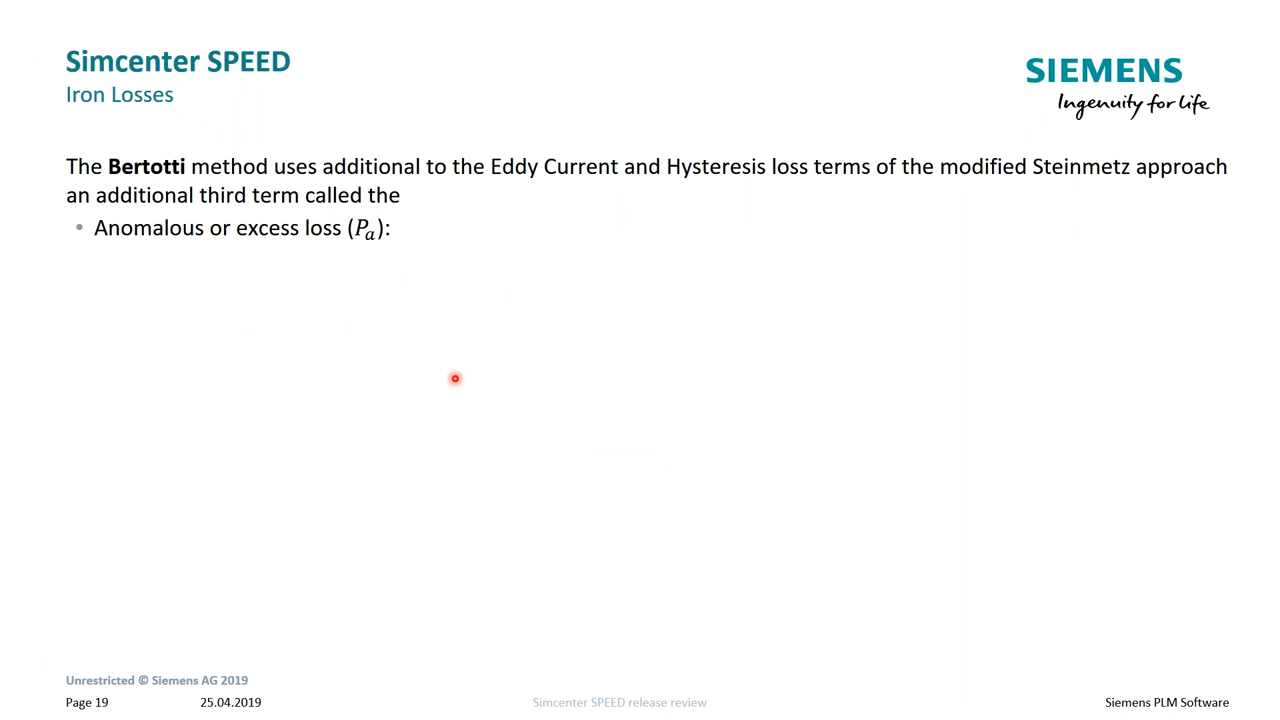 Simcenter SPEED
Iron Losses
SIEMENS
Ingenuity for life
The Bertotti method uses additional to the Eddy Current and Hysteresis loss terms of the modified Steinmetz approach
an additional third term called the
• Anomalous or excess loss (Pₐ):
Unrestricted © Siemens AG 2019
Page 19 25.04.2019 Simcenter SPEED release review Siemens PLM Software